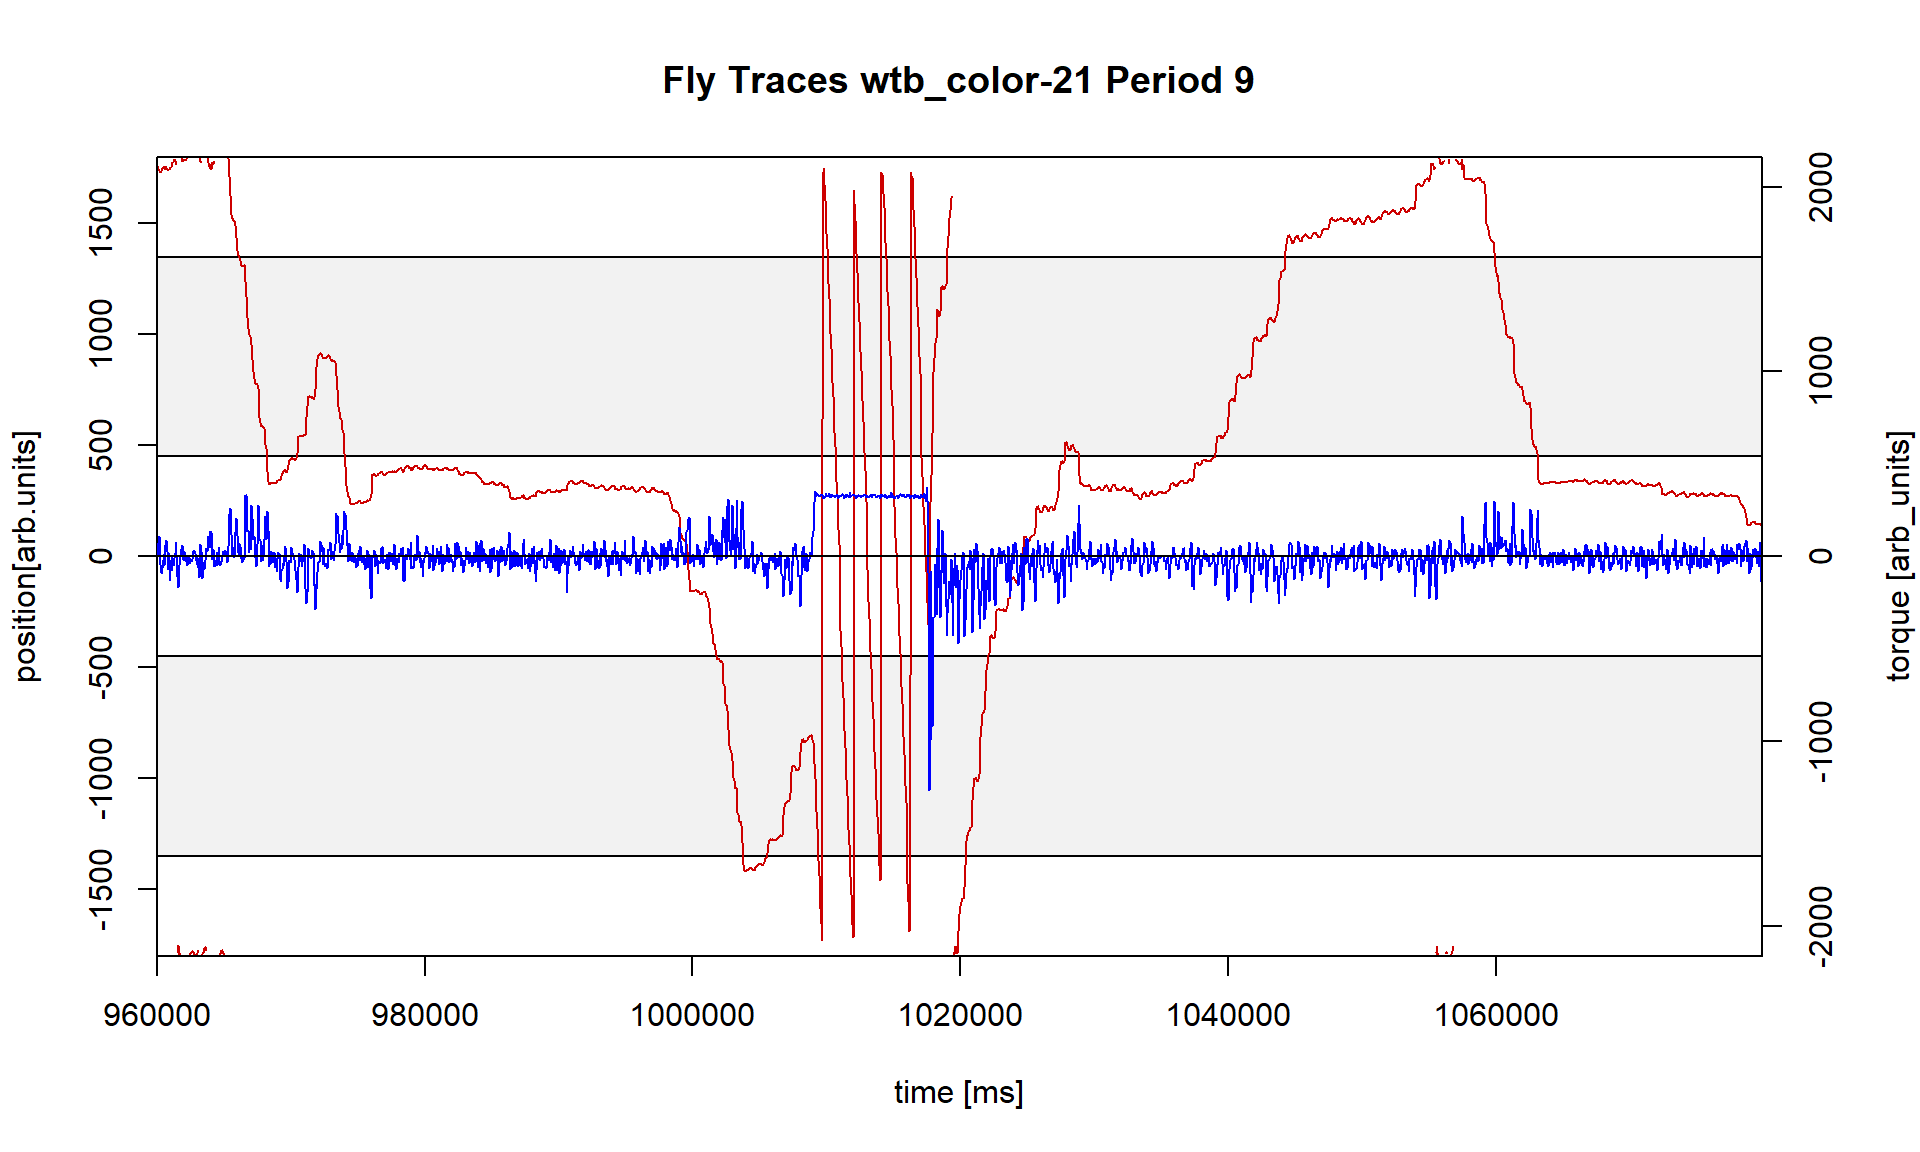 Fly Traces wtb_color-21 Period 9
position[arb.units]
1500
1000
500
0
-500
-1000
-1500
2000
1000
0
-1000
-2000
torque [arb_units]
960000 980000 1000000 1020000 1040000 1060000
time [ms]